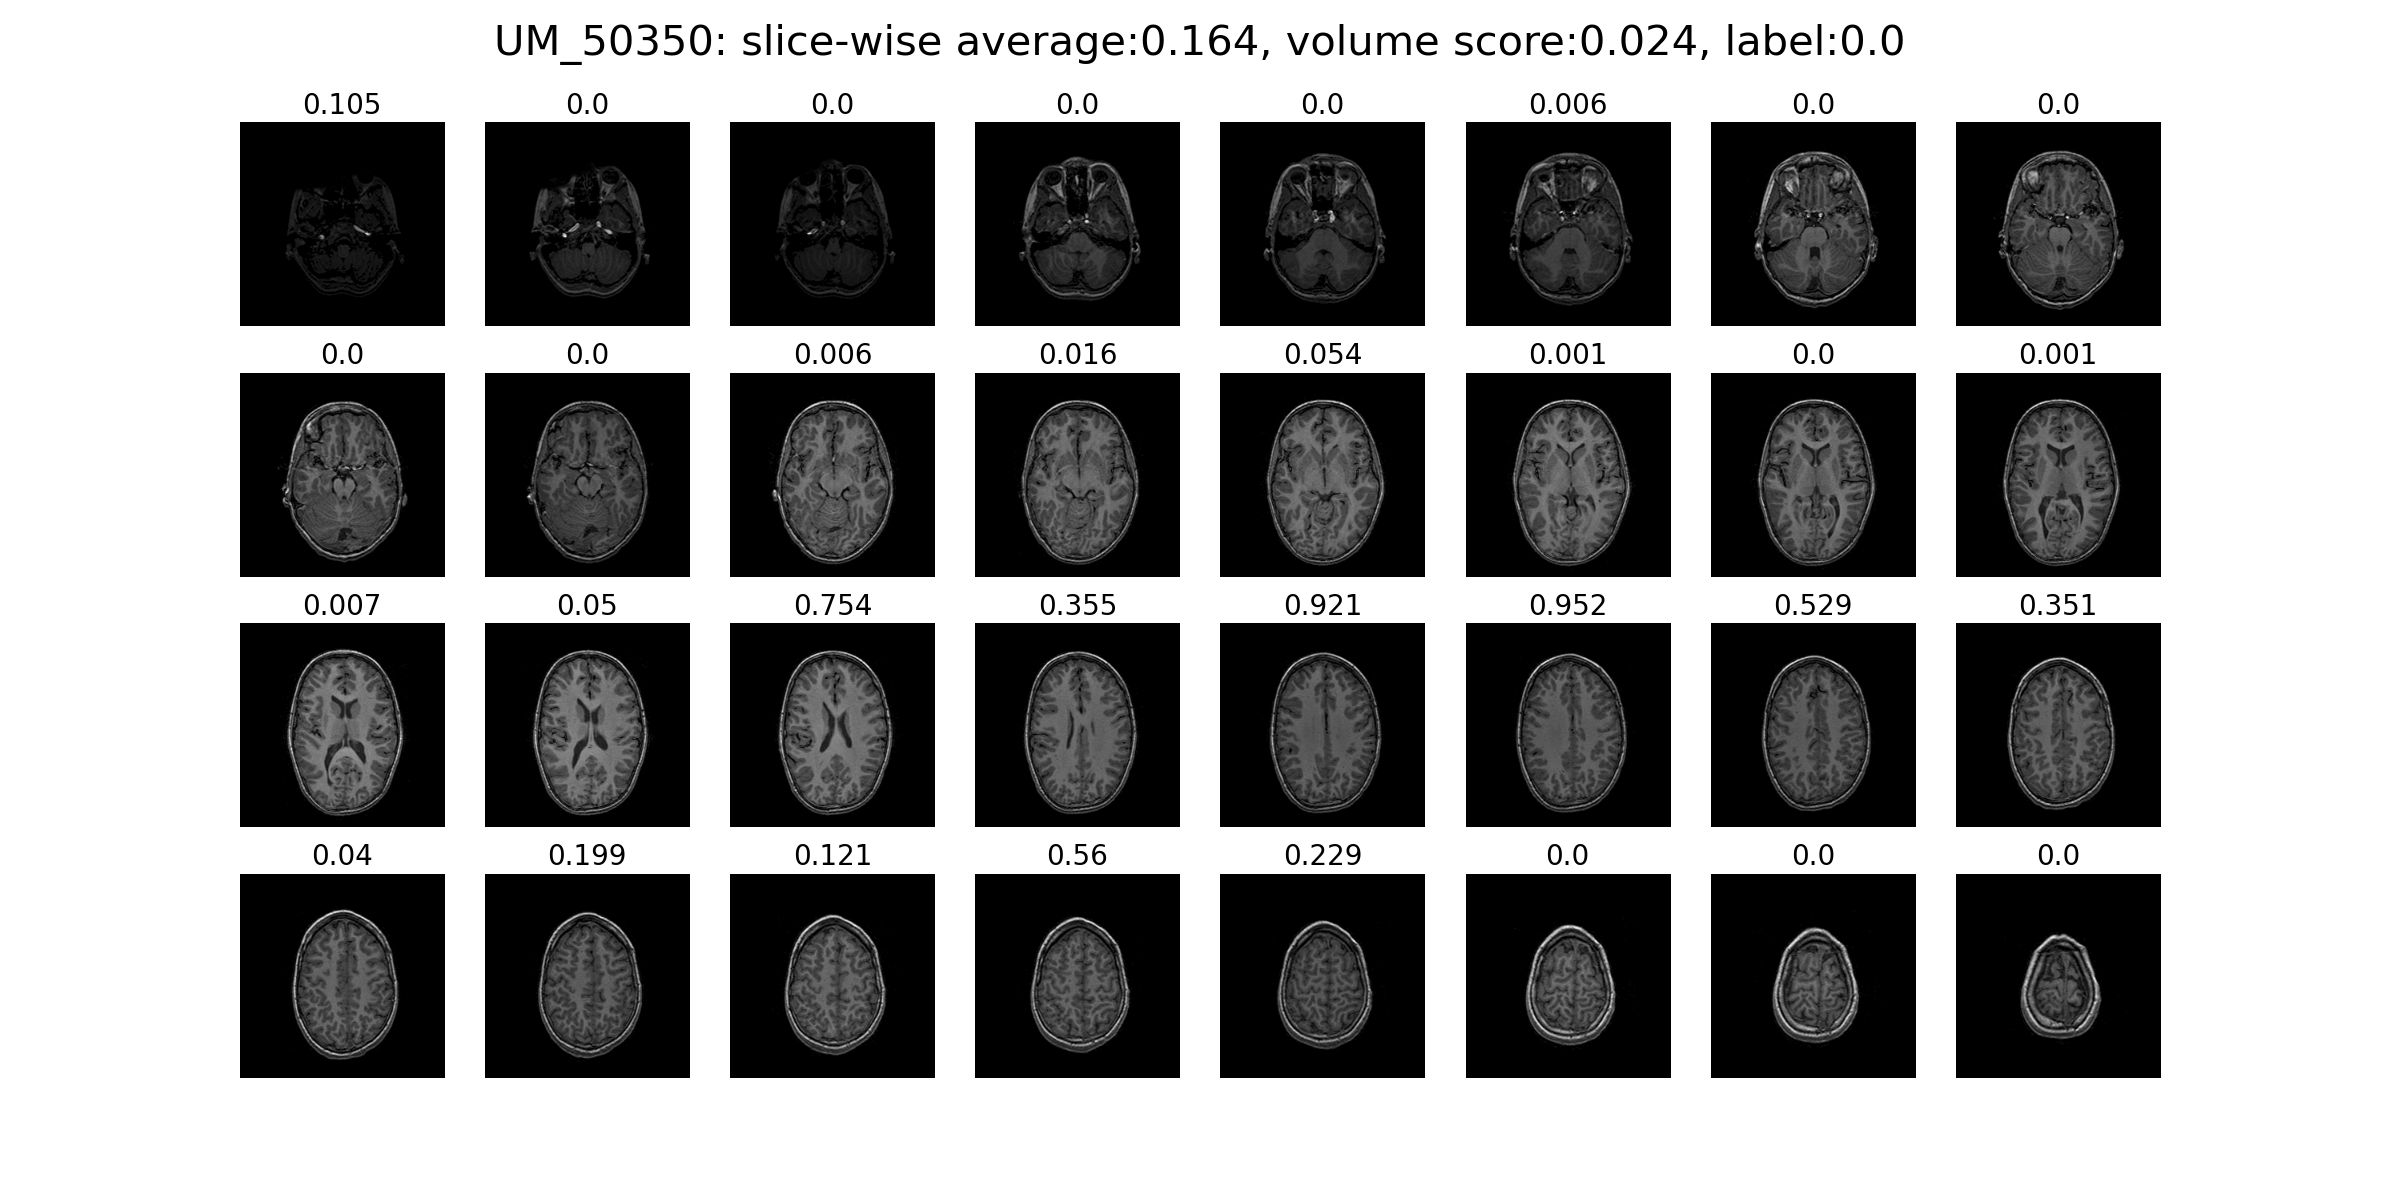 UM_50350: slice-wise average:0.164, volume score:0.024, label:0.0
0.105 0.0 0.0 0.0 0.0 0.006 0.0 0.0
0.0 0.0 0.006 0.016 0.054 0.001 0.0 0.001
0.007 0.05 0.754 0.355 0.921 0.952 0.529 0.351
0.04 0.199 0.121 0.56 0.229 0.0 0.0 0.0